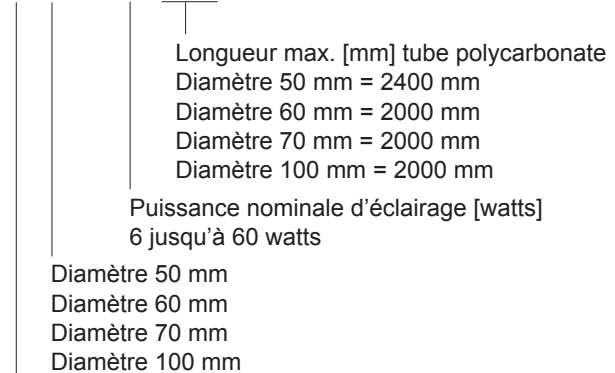 Longueur max. [mm] tube polycarbonate
Diamètre 50 mm = 2400 mm
Diamètre 60 mm = 2000 mm
Diamètre 70 mm = 2000 mm
Diamètre 100 mm = 2000 mm
Puissance nominale d’éclairage [watts]
6 jusqu’à 60 watts
Diamètre 50 mm
Diamètre 60 mm
Diamètre 70 mm
Diamètre 100 mm